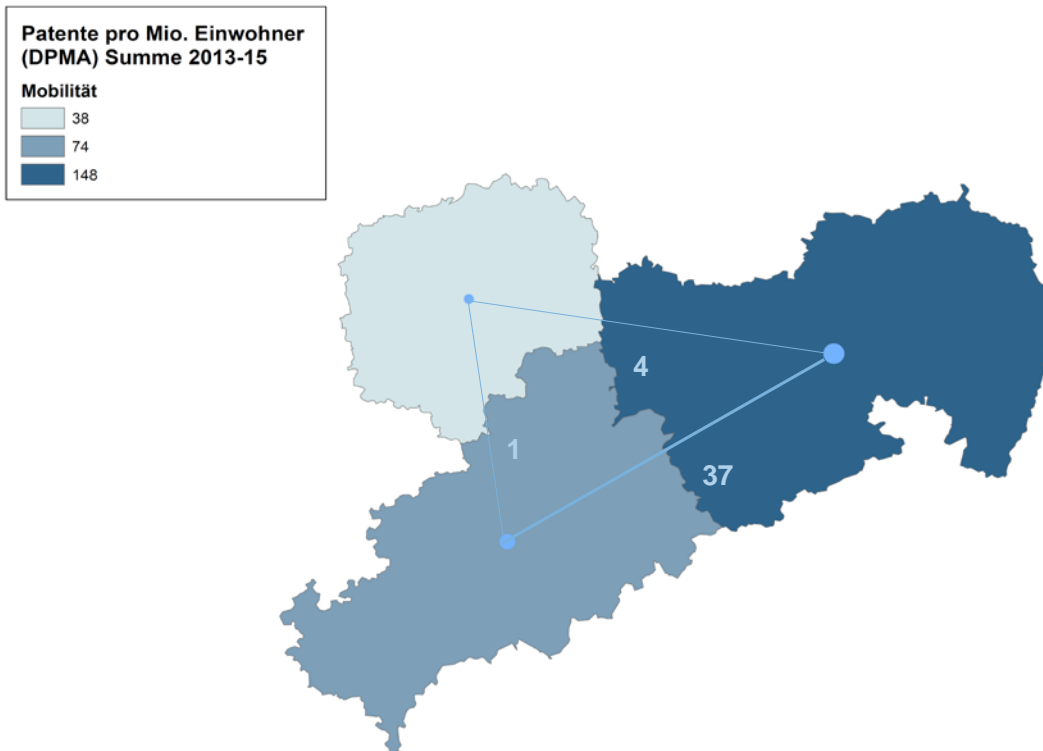 Patente pro Mio. Einwohner
(DPMA) Summe 2013-15
Mobilität
38
74
148
4
1
37